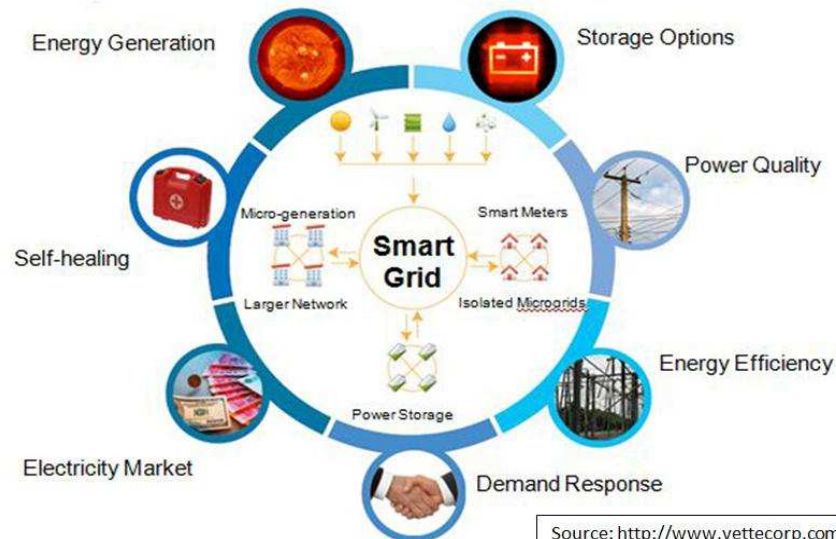 Energy Generation
Storage Options
Power Quality
Self-healing
Micro-generation
Smart Meters
Smart
Grid
Larger Network
Isolated Microgrids
Power Storage
Energy Efficiency
Electricity Market
Demand Response
Source: http://www.vettecorp.com